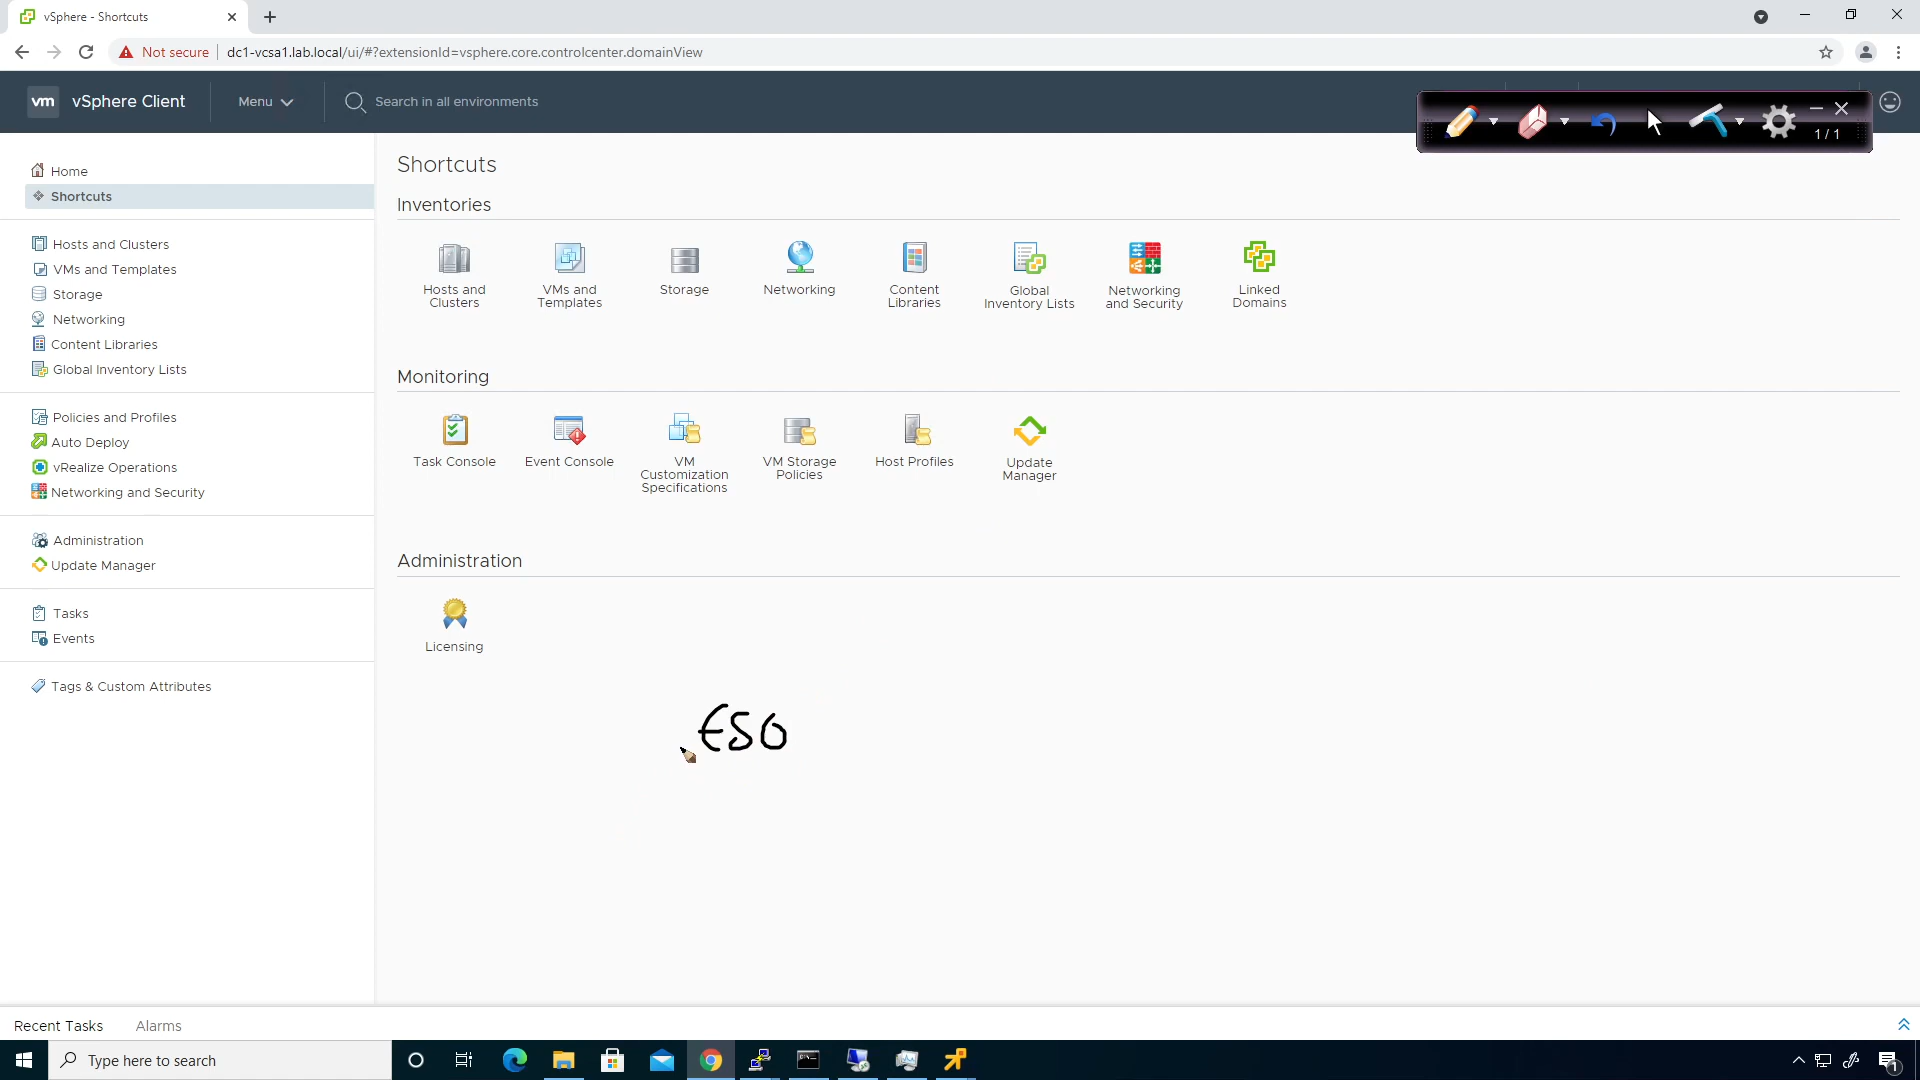 vSphere - Shortcuts
Not secure
dc1-vcsa1.lab.local/ui/#?extensionId=vsphere.core.controlcenter.domainView
vm
vSphere Client
Menu
Search in all environments
1 / 1
Home
Shortcuts
Hosts and Clusters
VMs and Templates
Storage
Networking
Content Libraries
Global Inventory Lists
Policies and Profiles
Auto Deploy
vRealize Operations
Networking and Security
Administration
Update Manager
Tasks
Events
Tags & Custom Attributes
Shortcuts
Inventories
Hosts and
Clusters
VMs and
Templates
Storage
Networking
Content
Libraries
Global
Inventory Lists
Networking
and Security
Linked
Domains
Monitoring
Task Console
Event Console
VM
Customization
Specifications
VM Storage
Policies
Host Profiles
Update
Manager
Administration
Licensing
ESG
Recent Tasks
Alarms
Type here to search
1